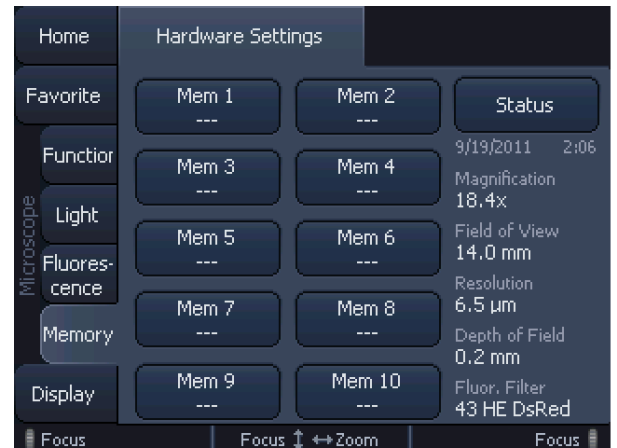 Home
Hardware Settings
Favorite
Mem 1
---
Mem 2
---
Status
9/19/2011 2:06
Microscope
Function
Mem 3
---
Mem 4
---
Magnification
18.4x
Light
Mem 5
---
Mem 6
---
Field of View
14.0 mm
Fluores-
cence
Resolution
6.5 µm
Memory
Mem 7
---
Mem 8
---
Depth of Field
0.2 mm
Display
Mem 9
---
Mem 10
---
Fluor. Filter
43 HE DsRed
Focus
Focus ↕ ↔ Zoom
Focus